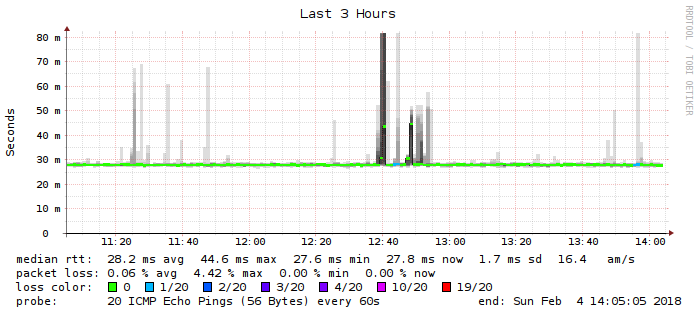 Last 3 Hours
RRDTOOL / TOBI OETIKER
Seconds
80 m
70 m
60 m
50 m
40 m
30 m
20 m
10 m
0
11:20 11:40 12:00 12:20 12:40 13:00 13:20 13:40 14:00
median rtt: 28.2 ms avg 44.6 ms max 27.6 ms min 27.8 ms now 1.7 ms sd 16.4 am/s
packet loss: 0.06 % avg 4.42 % max 0.00 % min 0.00 % now
loss color: 0 1/20 2/20 3/20 4/20 10/20 19/20
probe: 20 ICMP Echo Pings (56 Bytes) every 60s end: Sun Feb 4 14:05:05 2018